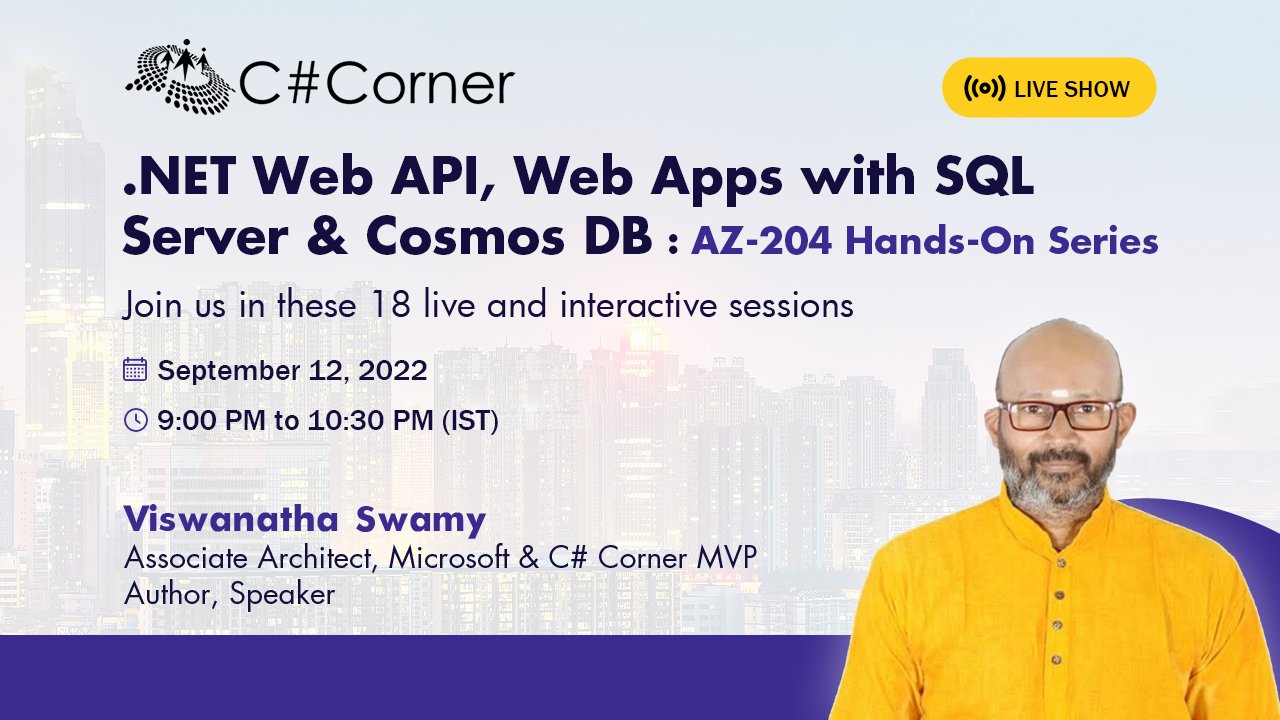 C#Corner
LIVE SHOW
.NET Web API, Web Apps with SQL
Server & Cosmos DB : AZ-204 Hands-On Series
Join us in these 18 live and interactive sessions
September 12, 2022
9:00 PM to 10:30 PM (IST)
Viswanatha Swamy
Associate Architect, Microsoft & C# Corner MVP
Author, Speaker